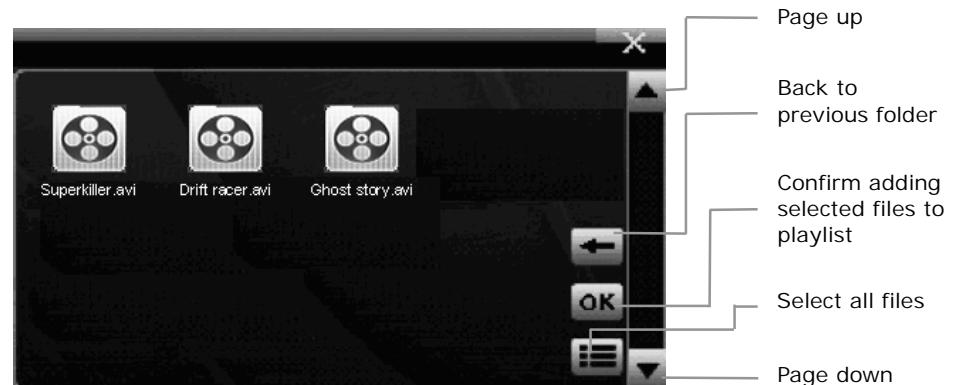 Page up
Back to
previous folder
Superkiller.avi
Drift racer.avi
Ghost story.avi
Confirm adding
selected files to
playlist
OK
Select all files
Page down